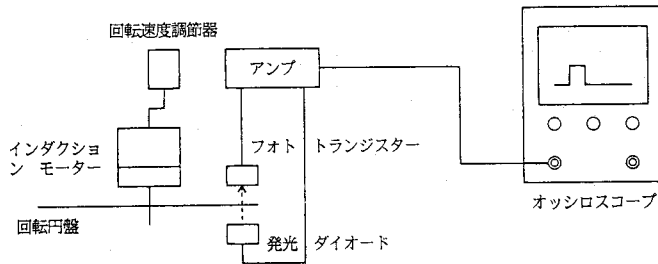 回転速度調節器
アンプ
インダクショ
ン モーター
フォト トランジスター
回転円盤
発光 ダイオード
オッシロスコープ